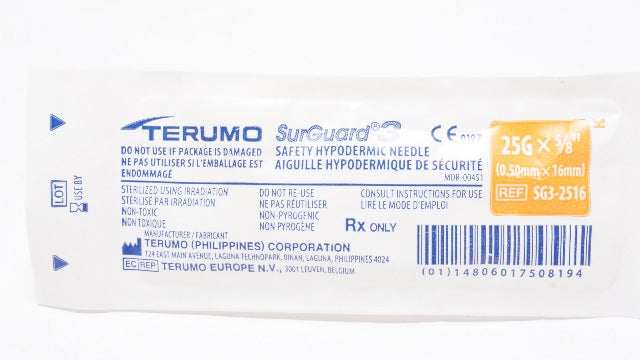 TERUMO SurGuard®3 CE 0197
DO NOT USE IF PACKAGE IS DAMAGED
NE PAS UTILISER SI L'EMBALLAGE EST
ENDOMMAGÉ
SAFETY HYPODERMIC NEEDLE
AIGUILLE HYPODERMIQUE DE SÉCURITÉ
MDR-00451
25G × 5/8"
(0.50mm × 16mm)
REF SG3-2516
LOT
USE BY
STERILIZED USING IRRADIATION
STÉRILISÉ PAR IRRADIATION
NON-TOXIC
NON TOXIQUE
DO NOT RE-USE
NE PAS RÉUTILISER
NON-PYROGENIC
NON PYROGÈNE
CONSULT INSTRUCTIONS FOR USE
LIRE LE MODE D'EMPLOI
Rx ONLY
MANUFACTURER / FABRICANT
TERUMO (PHILIPPINES) CORPORATION
124 EAST MAIN AVENUE, LAGUNA TECHNOPARK, BINAN, LAGUNA, PHILIPPINES 4024
EC REP TERUMO EUROPE N.V., 3001 LEUVEN, BELGIUM
(01)14806017508194